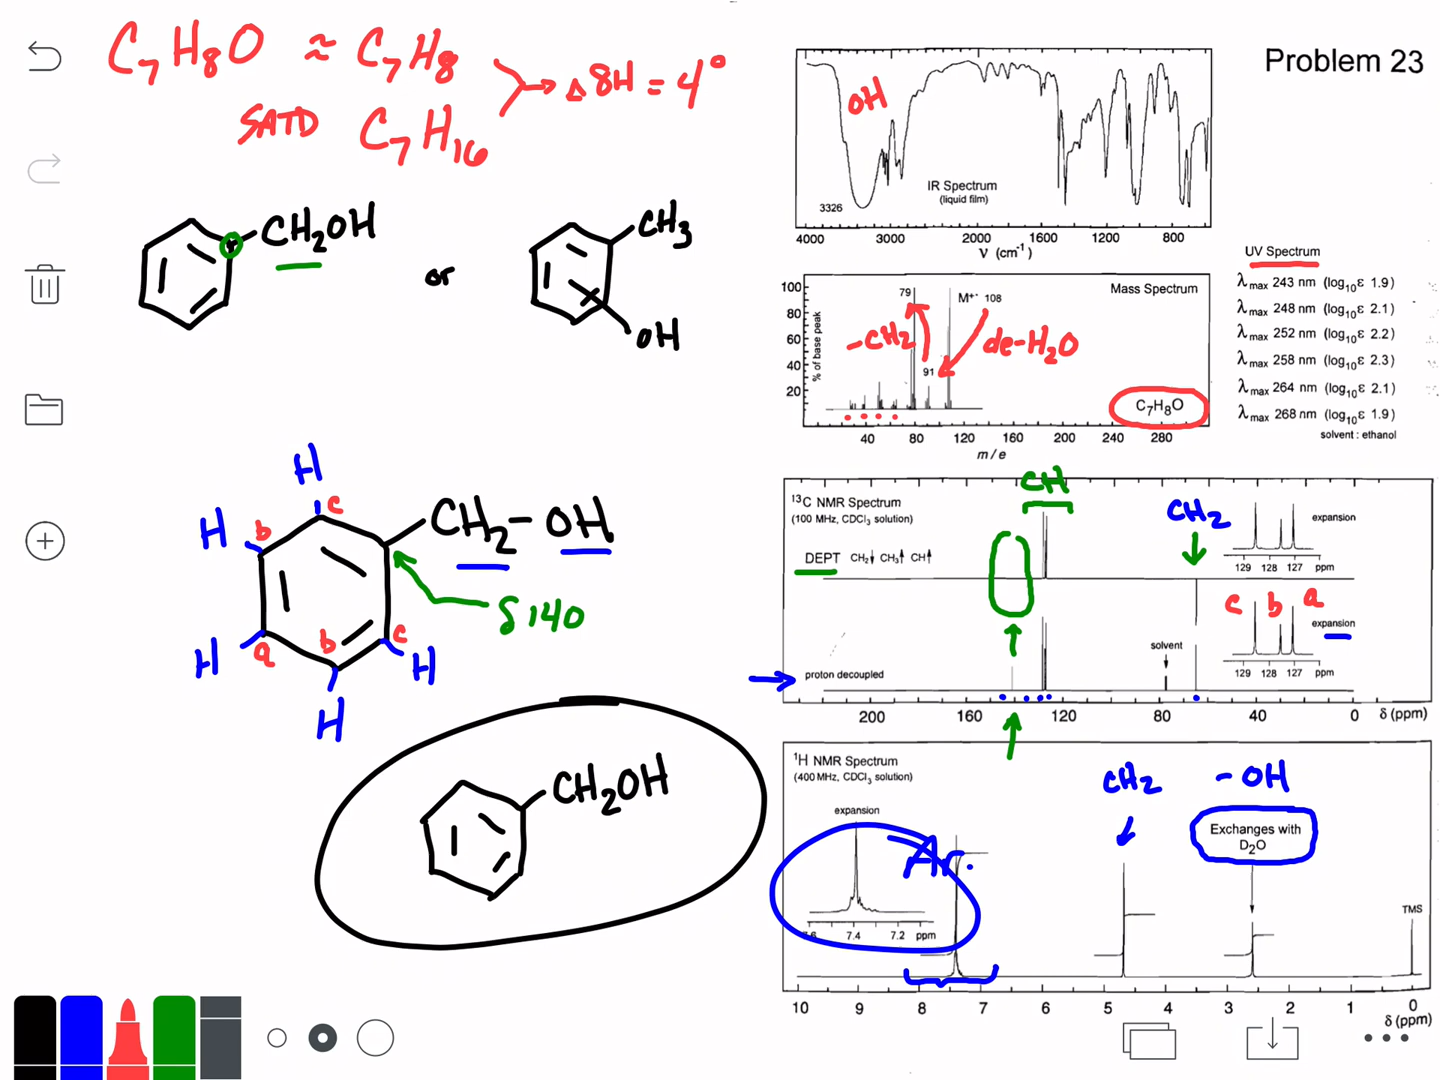 Problem 23
C7H8O ≈ C7H8
SATD C7H16
→ Δ 8H = 4°
CH2OH
or
CH3
OH
H
H
H
H
H
c
b
a
b
c
CH2-OH
δ 140
CH2OH
OH
3326
IR Spectrum
(liquid film)
4000 3000 2000 1600 1200 800
ν (cm-1)
100
80
60
40
20
% of base peak
79
M+· 108
91
Mass Spectrum
-CH2
de-H2O
C7H8O
40 80 120 160 200 240 280
m / e
UV Spectrum
λmax 243 nm (log10ε 1.9)
λmax 248 nm (log10ε 2.1)
λmax 252 nm (log10ε 2.2)
λmax 258 nm (log10ε 2.3)
λmax 264 nm (log10ε 2.1)
λmax 268 nm (log10ε 1.9)
solvent : ethanol
13C NMR Spectrum
(100 MHz, CDCl3 solution)
DEPT CH2↓ CH3↑ CH↑
CH
CH2
expansion
129 128 127 ppm
c b a
expansion
129 128 127 ppm
solvent
proton decoupled
200 160 120 80 40 0 δ (ppm)
1H NMR Spectrum
(400 MHz, CDCl3 solution)
expansion
7.6 7.4 7.2 ppm
Ar.
CH2
-OH
Exchanges with
D2O
TMS
10 9 8 7 6 5 4 3 2 1 0
δ (ppm)